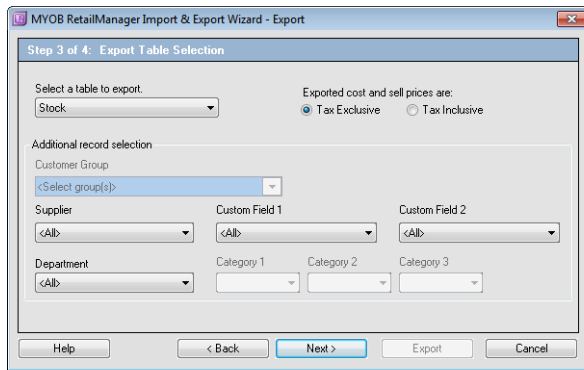 MYOB RetailManager Import & Export Wizard - Export
Step 3 of 4: Export Table Selection
Select a table to export.
Exported cost and sell prices are:
Stock
Tax Exclusive
Tax Inclusive
Additional record selection
Customer Group
<Select group(s)>
Supplier
Custom Field 1
Custom Field 2
<All>
<All>
<All>
Department
Category 1
Category 2
Category 3
<All>
Help
< Back
Next >
Export
Cancel